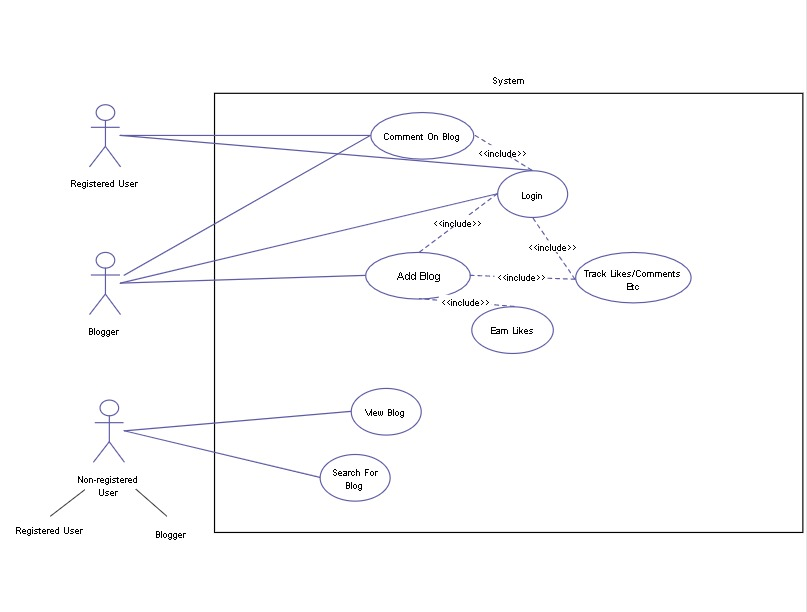 System
Comment On Blog
<<include>>
Registered User
Login
<<include>>
<<include>>
Add Blog
<<include>>
Track Likes/Comments
Etc
<<include>>
Blogger
Earn Likes
View Blog
Search For
Blog
Non-registered
User
Registered User
Blogger